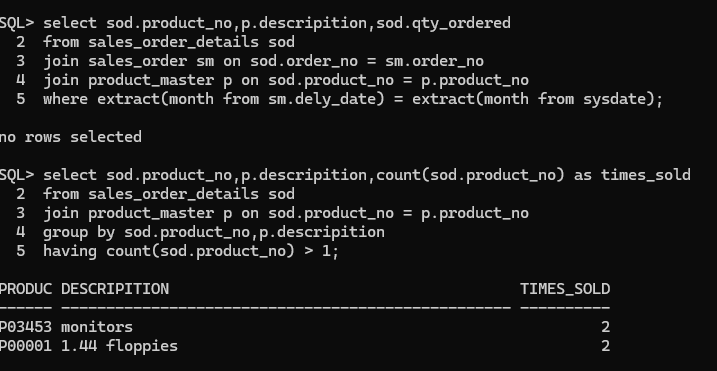 SQL> select sod.product_no,p.descripition,sod.qty_ordered
2 from sales_order_details sod
3 join sales_order sm on sod.order_no = sm.order_no
4 join product_master p on sod.product_no = p.product_no
5 where extract(month from sm.dely_date) = extract(month from sysdate);
no rows selected
SQL> select sod.product_no,p.descripition,count(sod.product_no) as times_sold
2 from sales_order_details sod
3 join product_master p on sod.product_no = p.product_no
4 group by sod.product_no,p.descripition
5 having count(sod.product_no) > 1;
PRODUC DESCRIPITION TIMES_SOLD
------ -------------------------------------------------- ----------
P03453 monitors 2
P00001 1.44 floppies 2